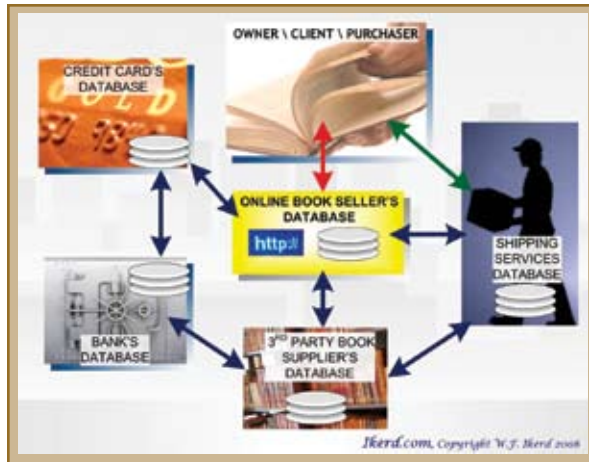 OWNER \ CLIENT \ PURCHASER
CREDIT CARD'S
DATABASE
GOLD
ONLINE BOOK SELLER'S
DATABASE
http://
SHIPPING
SERVICES
DATABASE
BANK'S
DATABASE
3RD PARTY BOOK
SUPPLIER'S
DATABASE
Ikerd.com, Copyright W.J. Ikerd 2008